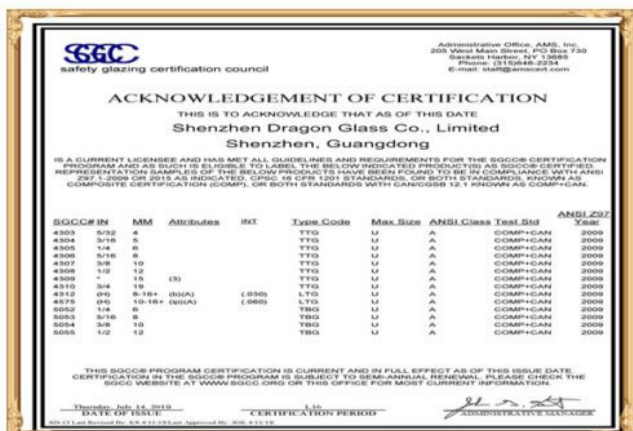 SGCC
safety glazing certification council
Administrative Office, AMS, Inc.
205 West Main Street, PO Box 730
Sackets Harbor, NY 13685
Phone: (315)646-2234
E-mail: staff@amscert.com
ACKNOWLEDGEMENT OF CERTIFICATION
THIS IS TO ACKNOWLEDGE THAT AS OF THIS DATE
Shenzhen Dragon Glass Co., Limited
Shenzhen, Guangdong
IS A CURRENT LICENSEE AND HAS MET ALL GUIDELINES AND REQUIREMENTS FOR THE SGCC® CERTIFICATION
PROGRAM AND AS SUCH IS ELIGIBLE TO LABEL THE BELOW INDICATED PRODUCT(S) AS SGCC® CERTIFIED.
REPRESENTATION SAMPLES OF THE BELOW PRODUCTS HAVE BEEN FOUND TO BE IN COMPLIANCE WITH ANSI
Z97.1-2009 OR 2015 AS INDICATED, CPSC 16 CFR 1201 STANDARDS, OR BOTH STANDARDS, KNOWN AS
COMPOSITE CERTIFICATION (COMP), OR BOTH STANDARDS WITH CAN/CGSB 12.1 KNOWN AS COMP+CAN.
SGCC# IN MM Attributes INT Type Code Max Size ANSI Class Test Std ANSI Z97 Year
4303 5/32 4 TTG U A COMP+CAN 2009
4304 3/16 5 TTG U A COMP+CAN 2009
4305 1/4 6 TTG U A COMP+CAN 2009
4306 5/16 8 TTG U A COMP+CAN 2009
4307 3/8 10 TTG U A COMP+CAN 2009
4308 1/2 12 TTG U A COMP+CAN 2009
4309 * 15 (3) TTG U A COMP+CAN 2009
4310 3/4 19 TTG U A COMP+CAN 2009
4312 (H) 8-16+ (b)(A) (.030) LTG U A COMP+CAN 2009
4575 (H) 10-16+ (.060) LTG U A COMP+CAN 2009
5052 1/4 6 TBG U A COMP+CAN 2009
5053 5/16 8 TBG U A COMP+CAN 2009
5054 3/8 10 TBG U A COMP+CAN 2009
5055 1/2 12 TBG U A COMP+CAN 2009
THIS SGCC® PROGRAM CERTIFICATION IS CURRENT AND IN FULL EFFECT AS OF THIS ISSUE DATE.
CERTIFICATION IN THE SGCC® PROGRAM IS SUBJECT TO SEMI-ANNUAL RENEWAL. PLEASE CHECK THE
SGCC WEBSITE AT WWW.SGCC.ORG OR THIS OFFICE FOR MOST CURRENT INFORMATION.
Thursday, July 14,
DATE OF ISSUE
L16
CERTIFICATION PERIOD
ADMINISTRATIVE MANAGER
Last Revised By: Last Approved By: